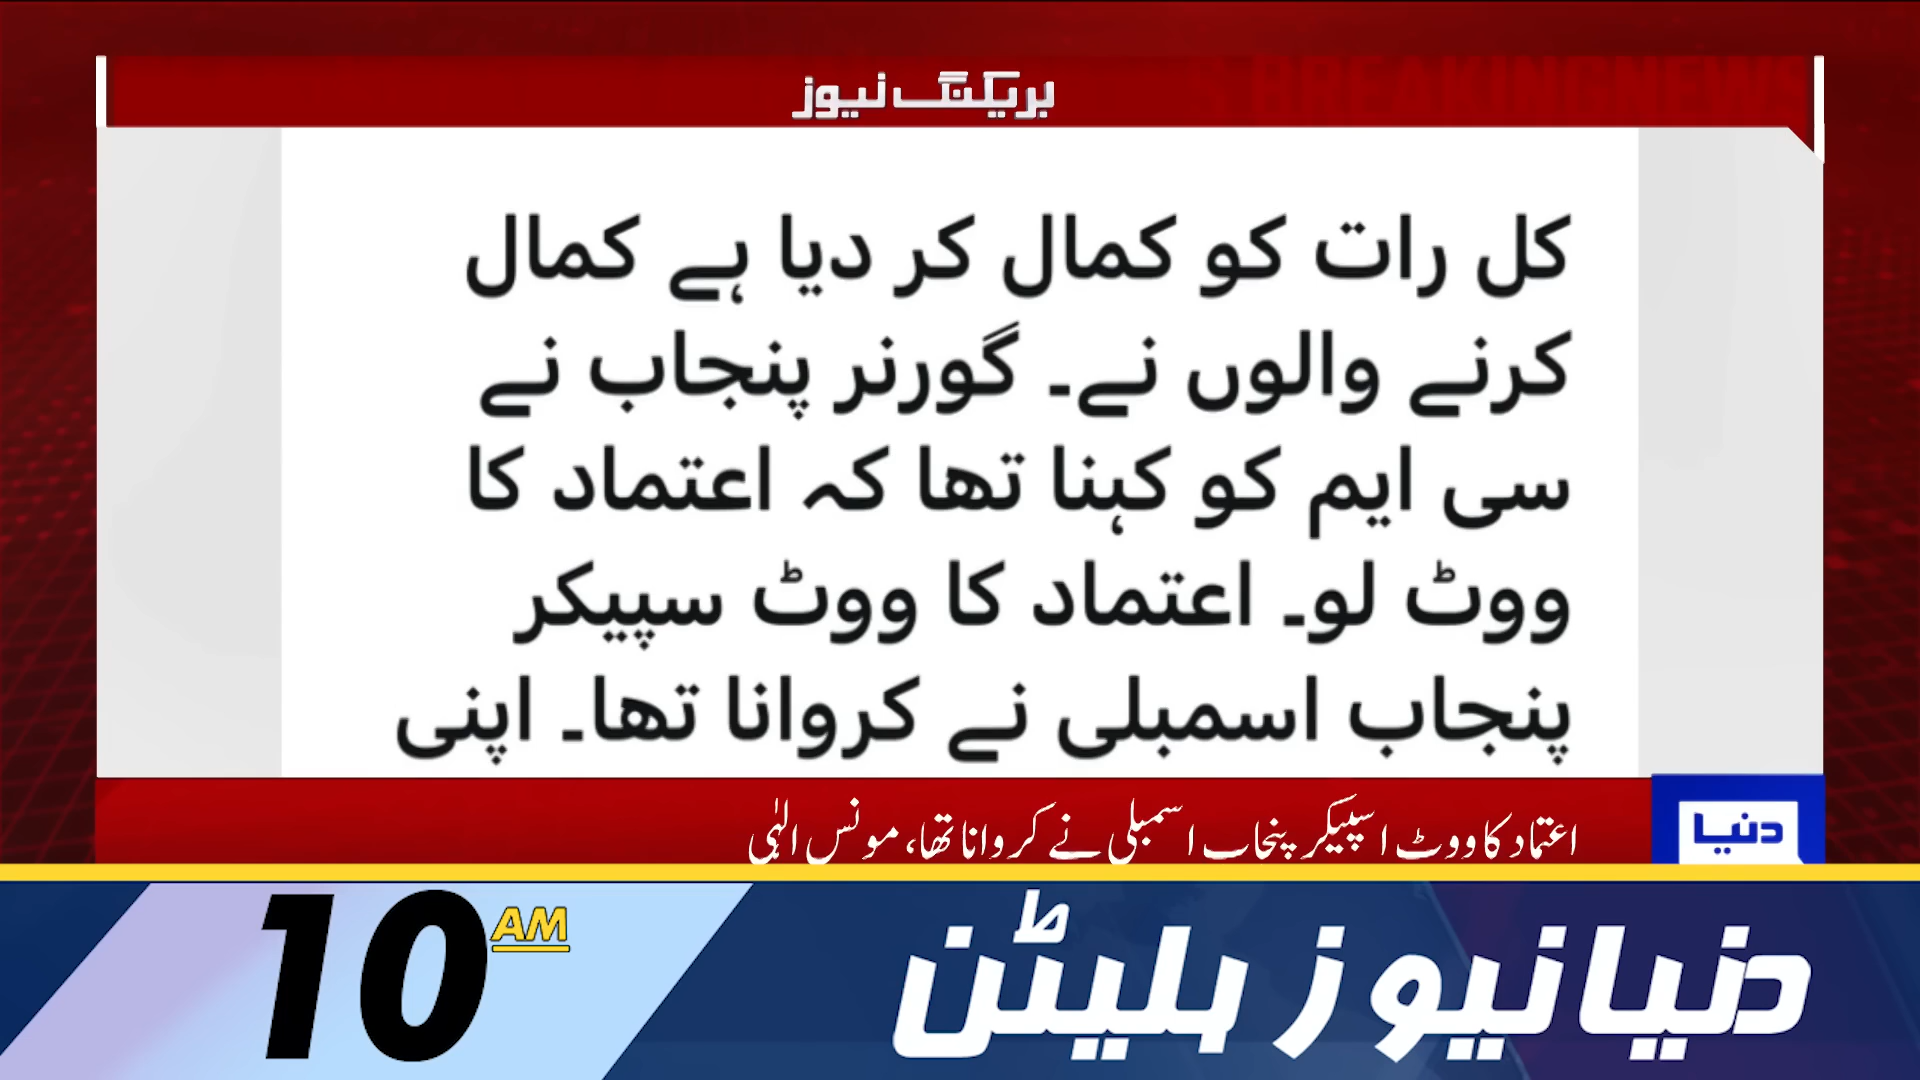 بریکنگ نیوز
BREAKINGNEWS
کل رات کو کمال کر دیا ہے کمال
کرنے والوں نے۔ گورنر پنجاب نے
سی ایم کو کہنا تھا کہ اعتماد کا
ووٹ لو۔ اعتماد کا ووٹ سپیکر
پنجاب اسمبلی نے کروانا تھا۔ اپنی
اعتماد کا ووٹ اسپیکر پنجاب اسمبلی نے کروانا تھا، مونس الہٰی
دنیا
دنیا نیوز بلیٹن
10 AM